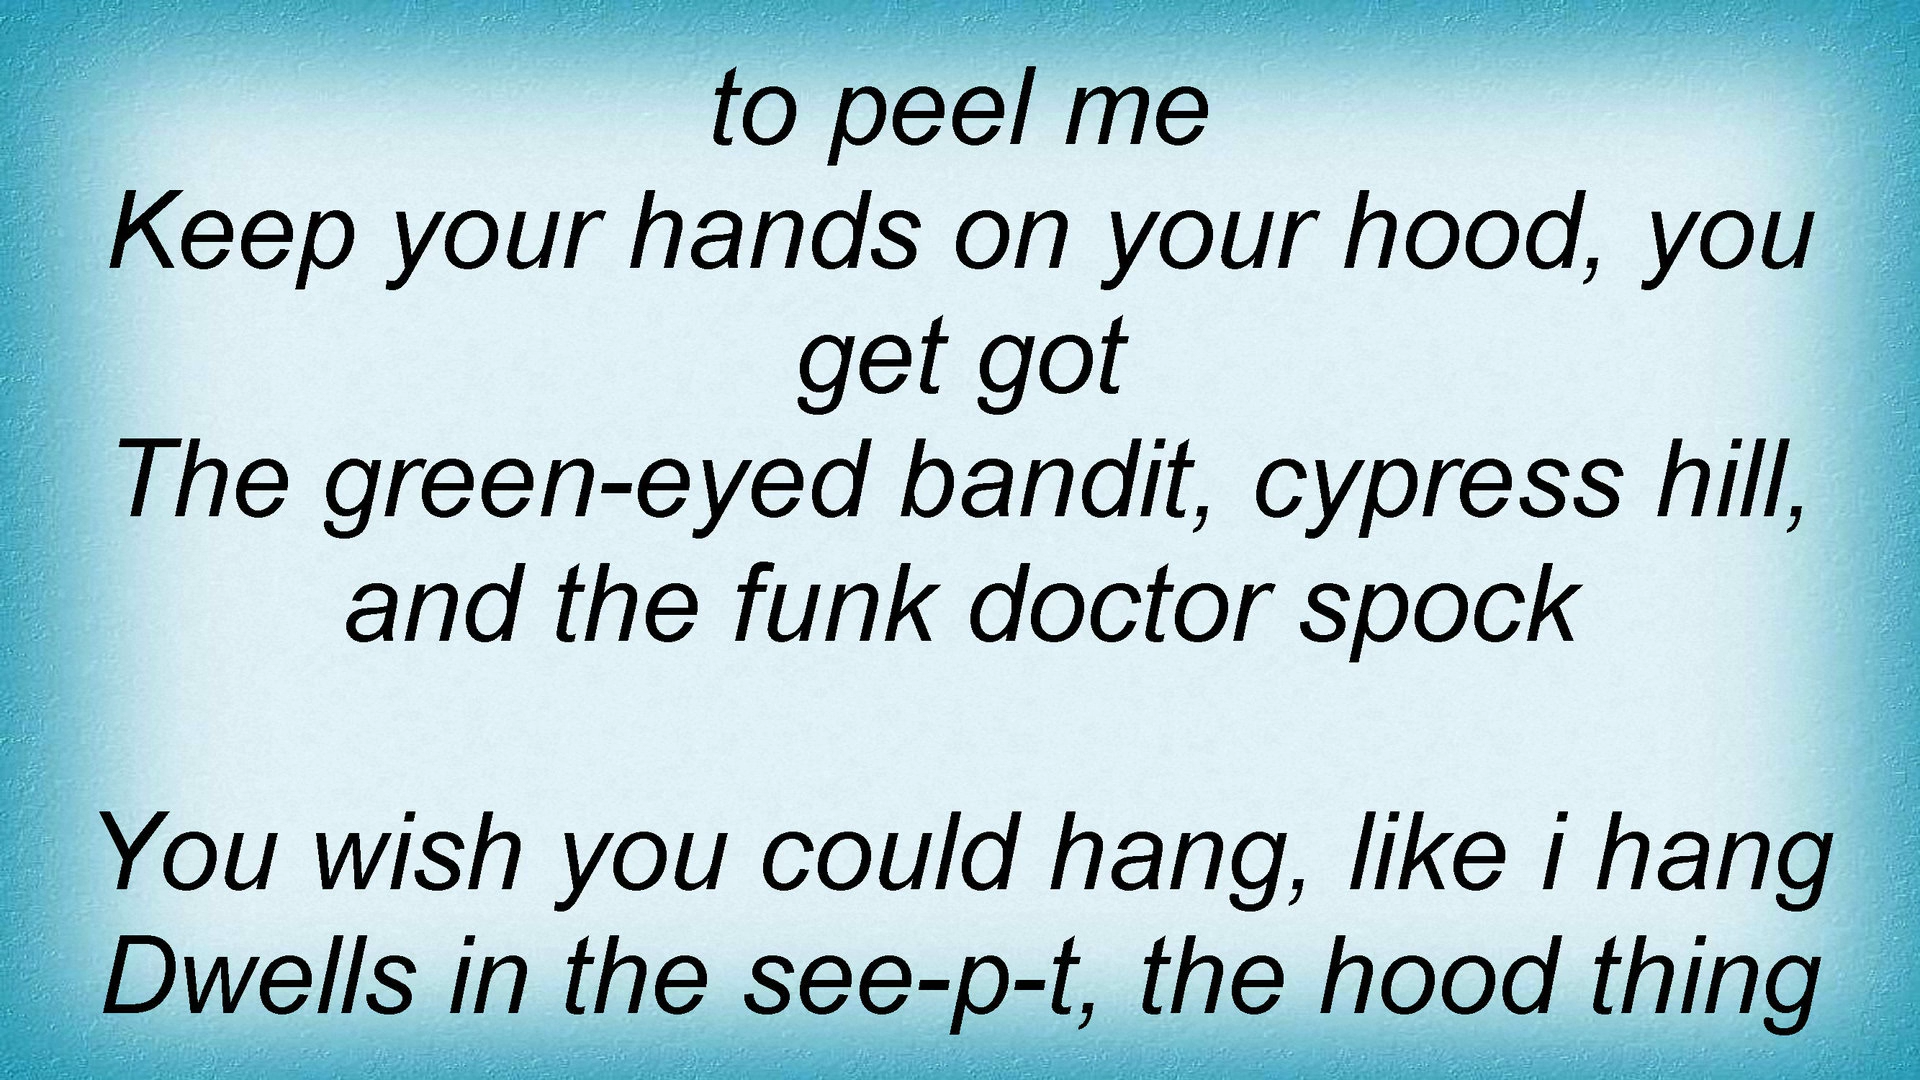 to peel me
Keep your hands on your hood, you
get got
The green-eyed bandit, cypress hill,
and the funk doctor spock
You wish you could hang, like i hang
Dwells in the see-p-t, the hood thing